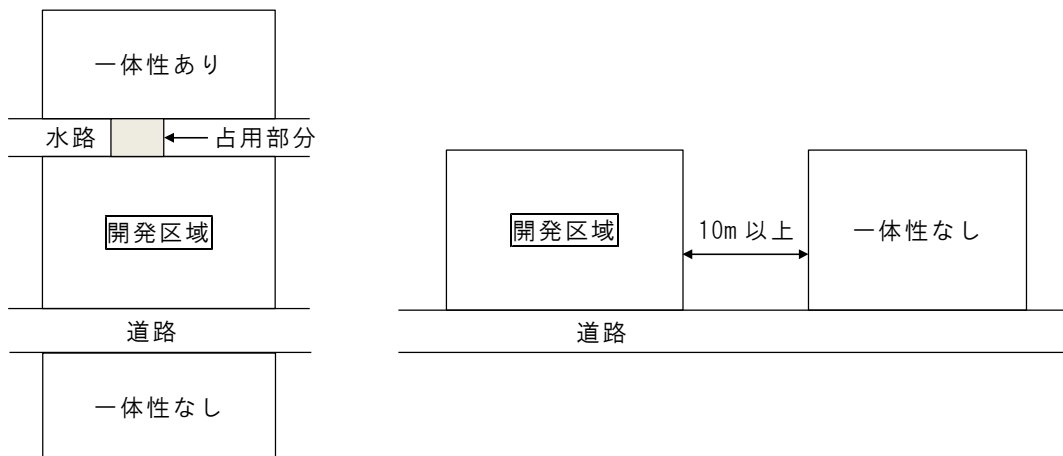 一体性あり
水路
占用部分
開発区域
道路
一体性なし
開発区域
10m 以上
一体性なし
道路